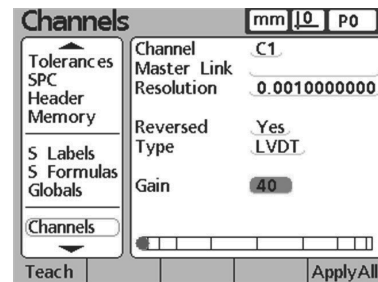 Channels mm 0 P0
Tolerances
SPC
Header
Memory
S Labels
S Formulas
Globals
Channels
Channel C1
Master Link
Resolution 0.0010000000
Reversed Yes
Type LVDT
Gain 40
Teach ApplyAll